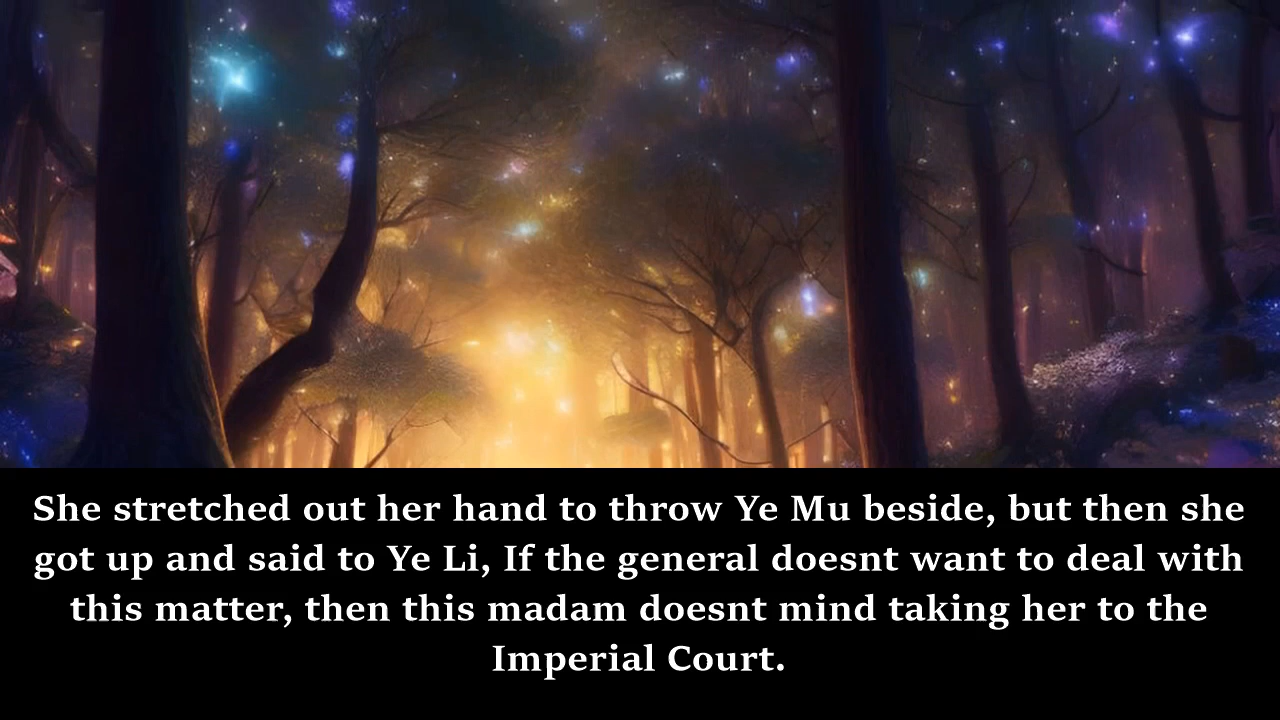 She stretched out her hand to throw Ye Mu beside, but then she
got up and said to Ye Li, If the general doesnt want to deal with
this matter, then this madam doesnt mind taking her to the
Imperial Court.